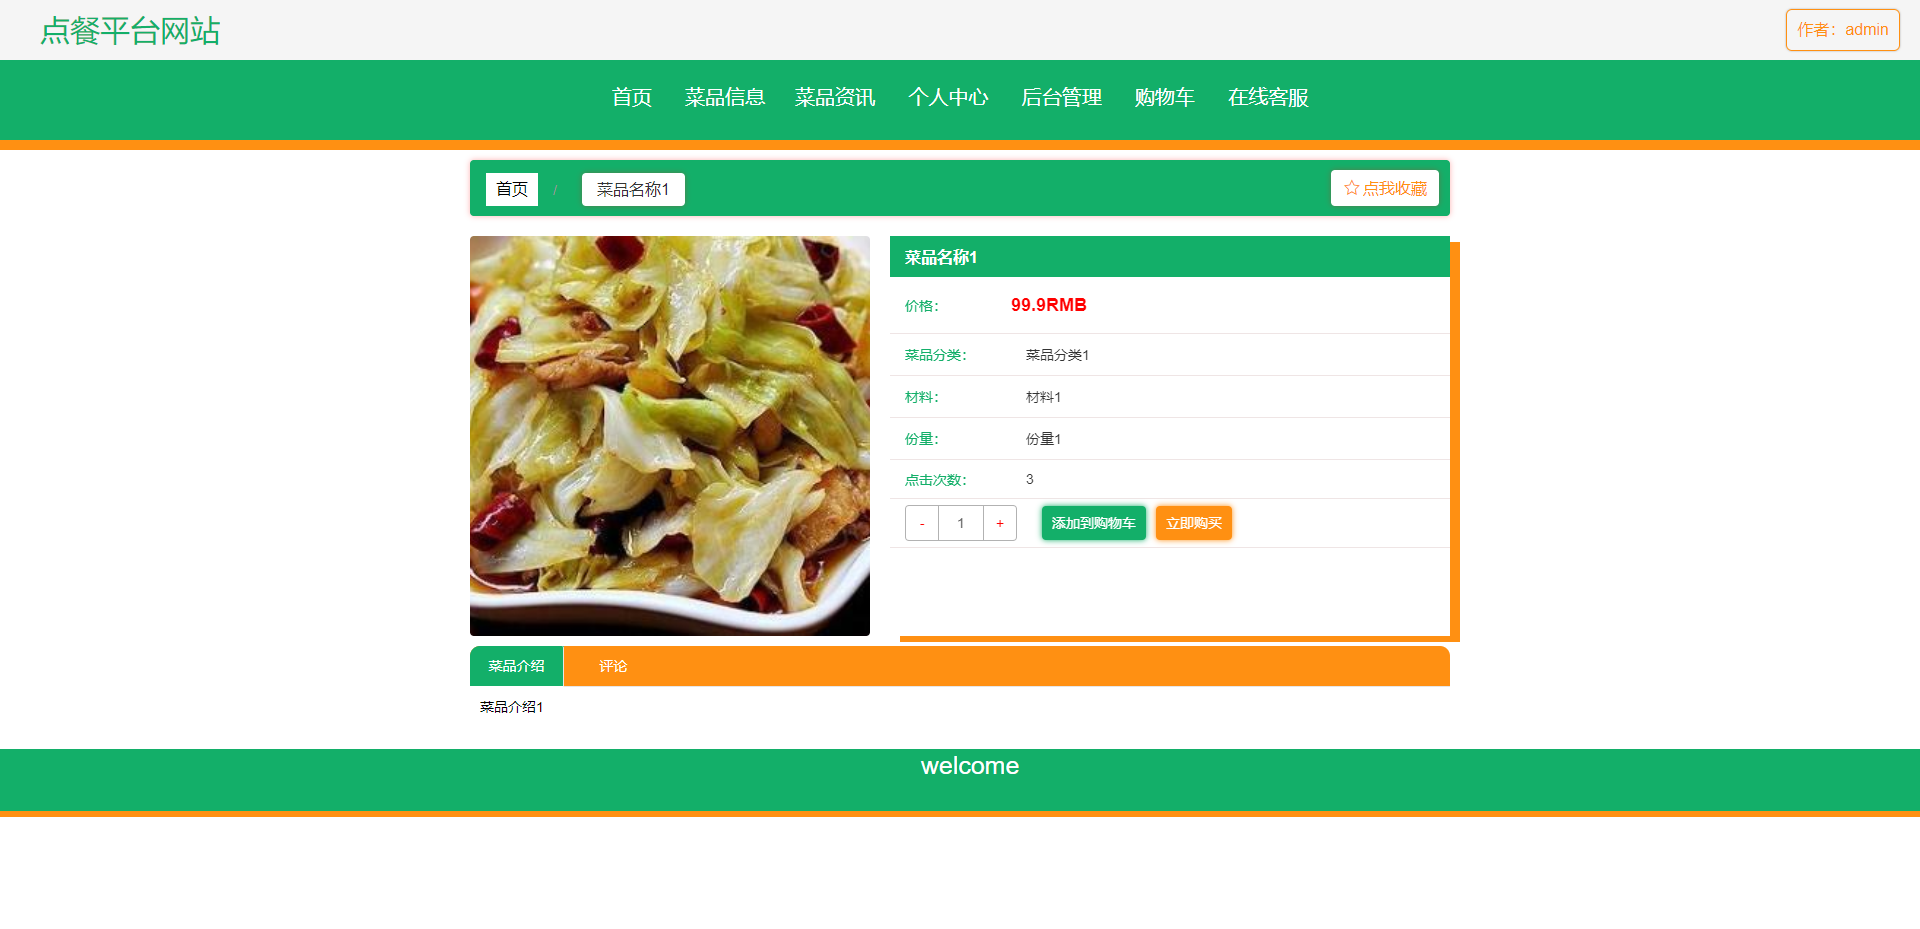 点餐平台网站
作者：admin
首页 菜品信息 菜品资讯 个人中心 后台管理 购物车 在线客服
首页 / 菜品名称1
☆ 点我收藏
菜品名称1
价格： 99.9RMB
菜品分类： 菜品分类1
材料： 材料1
份量： 份量1
点击次数： 3
- 1 + 添加到购物车 立即购买
菜品介绍 评论
菜品介绍1
welcome